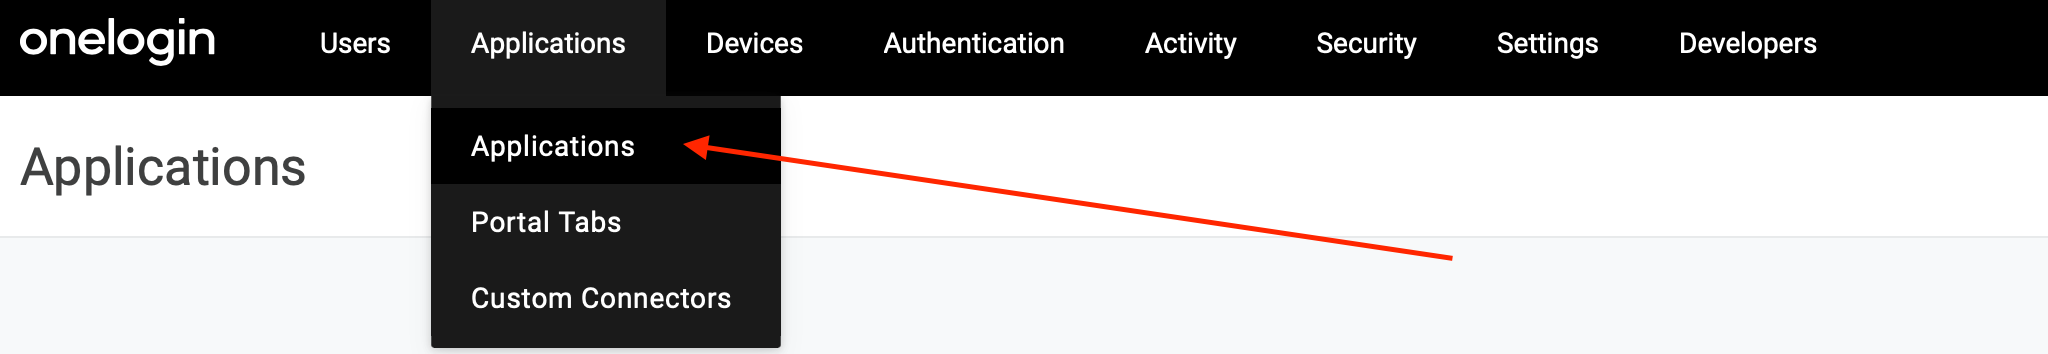 onelogin Users Applications Devices Authentication Activity Security Settings Developers
Applications
Applications
Portal Tabs
Custom Connectors